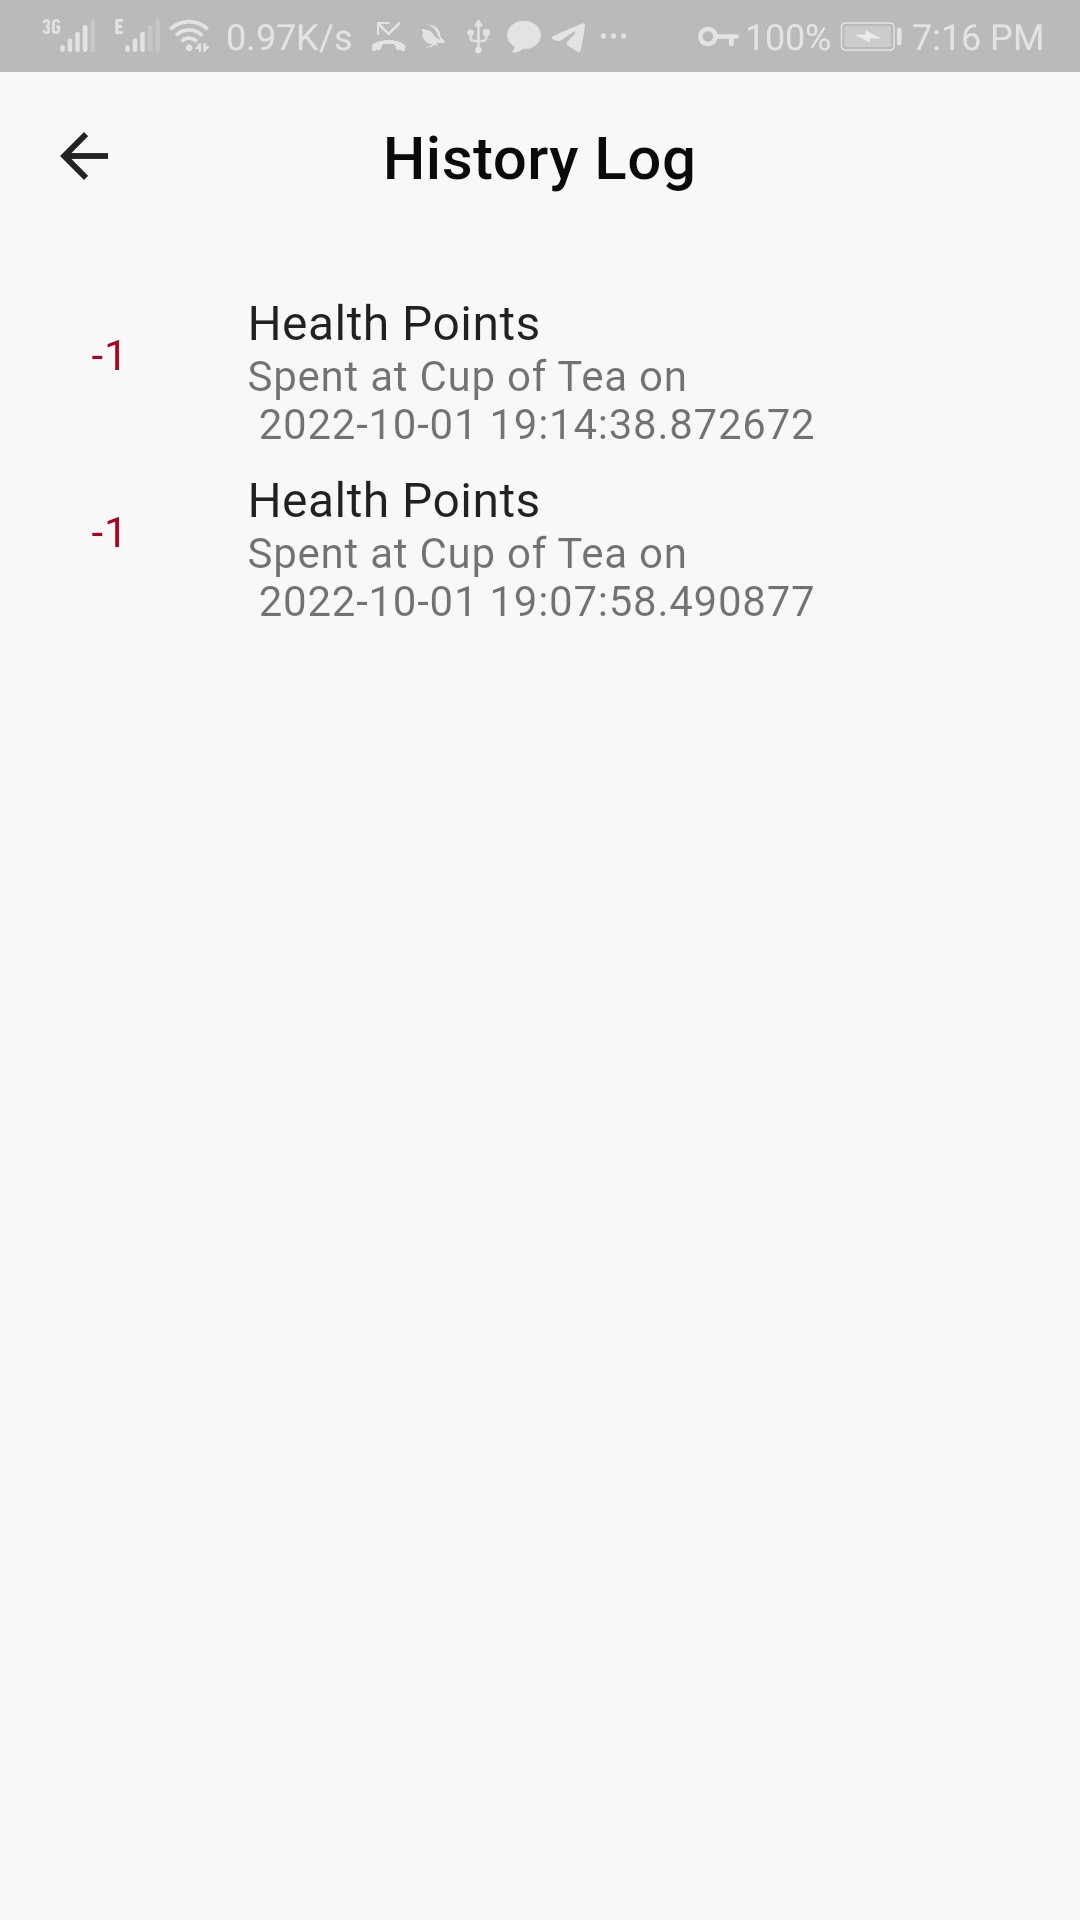 3G E 0.97K/s 100% 7:16 PM
History Log
Health Points
-1
Spent at Cup of Tea on
2022-10-01 19:14:38.872672
Health Points
-1
Spent at Cup of Tea on
2022-10-01 19:07:58.490877